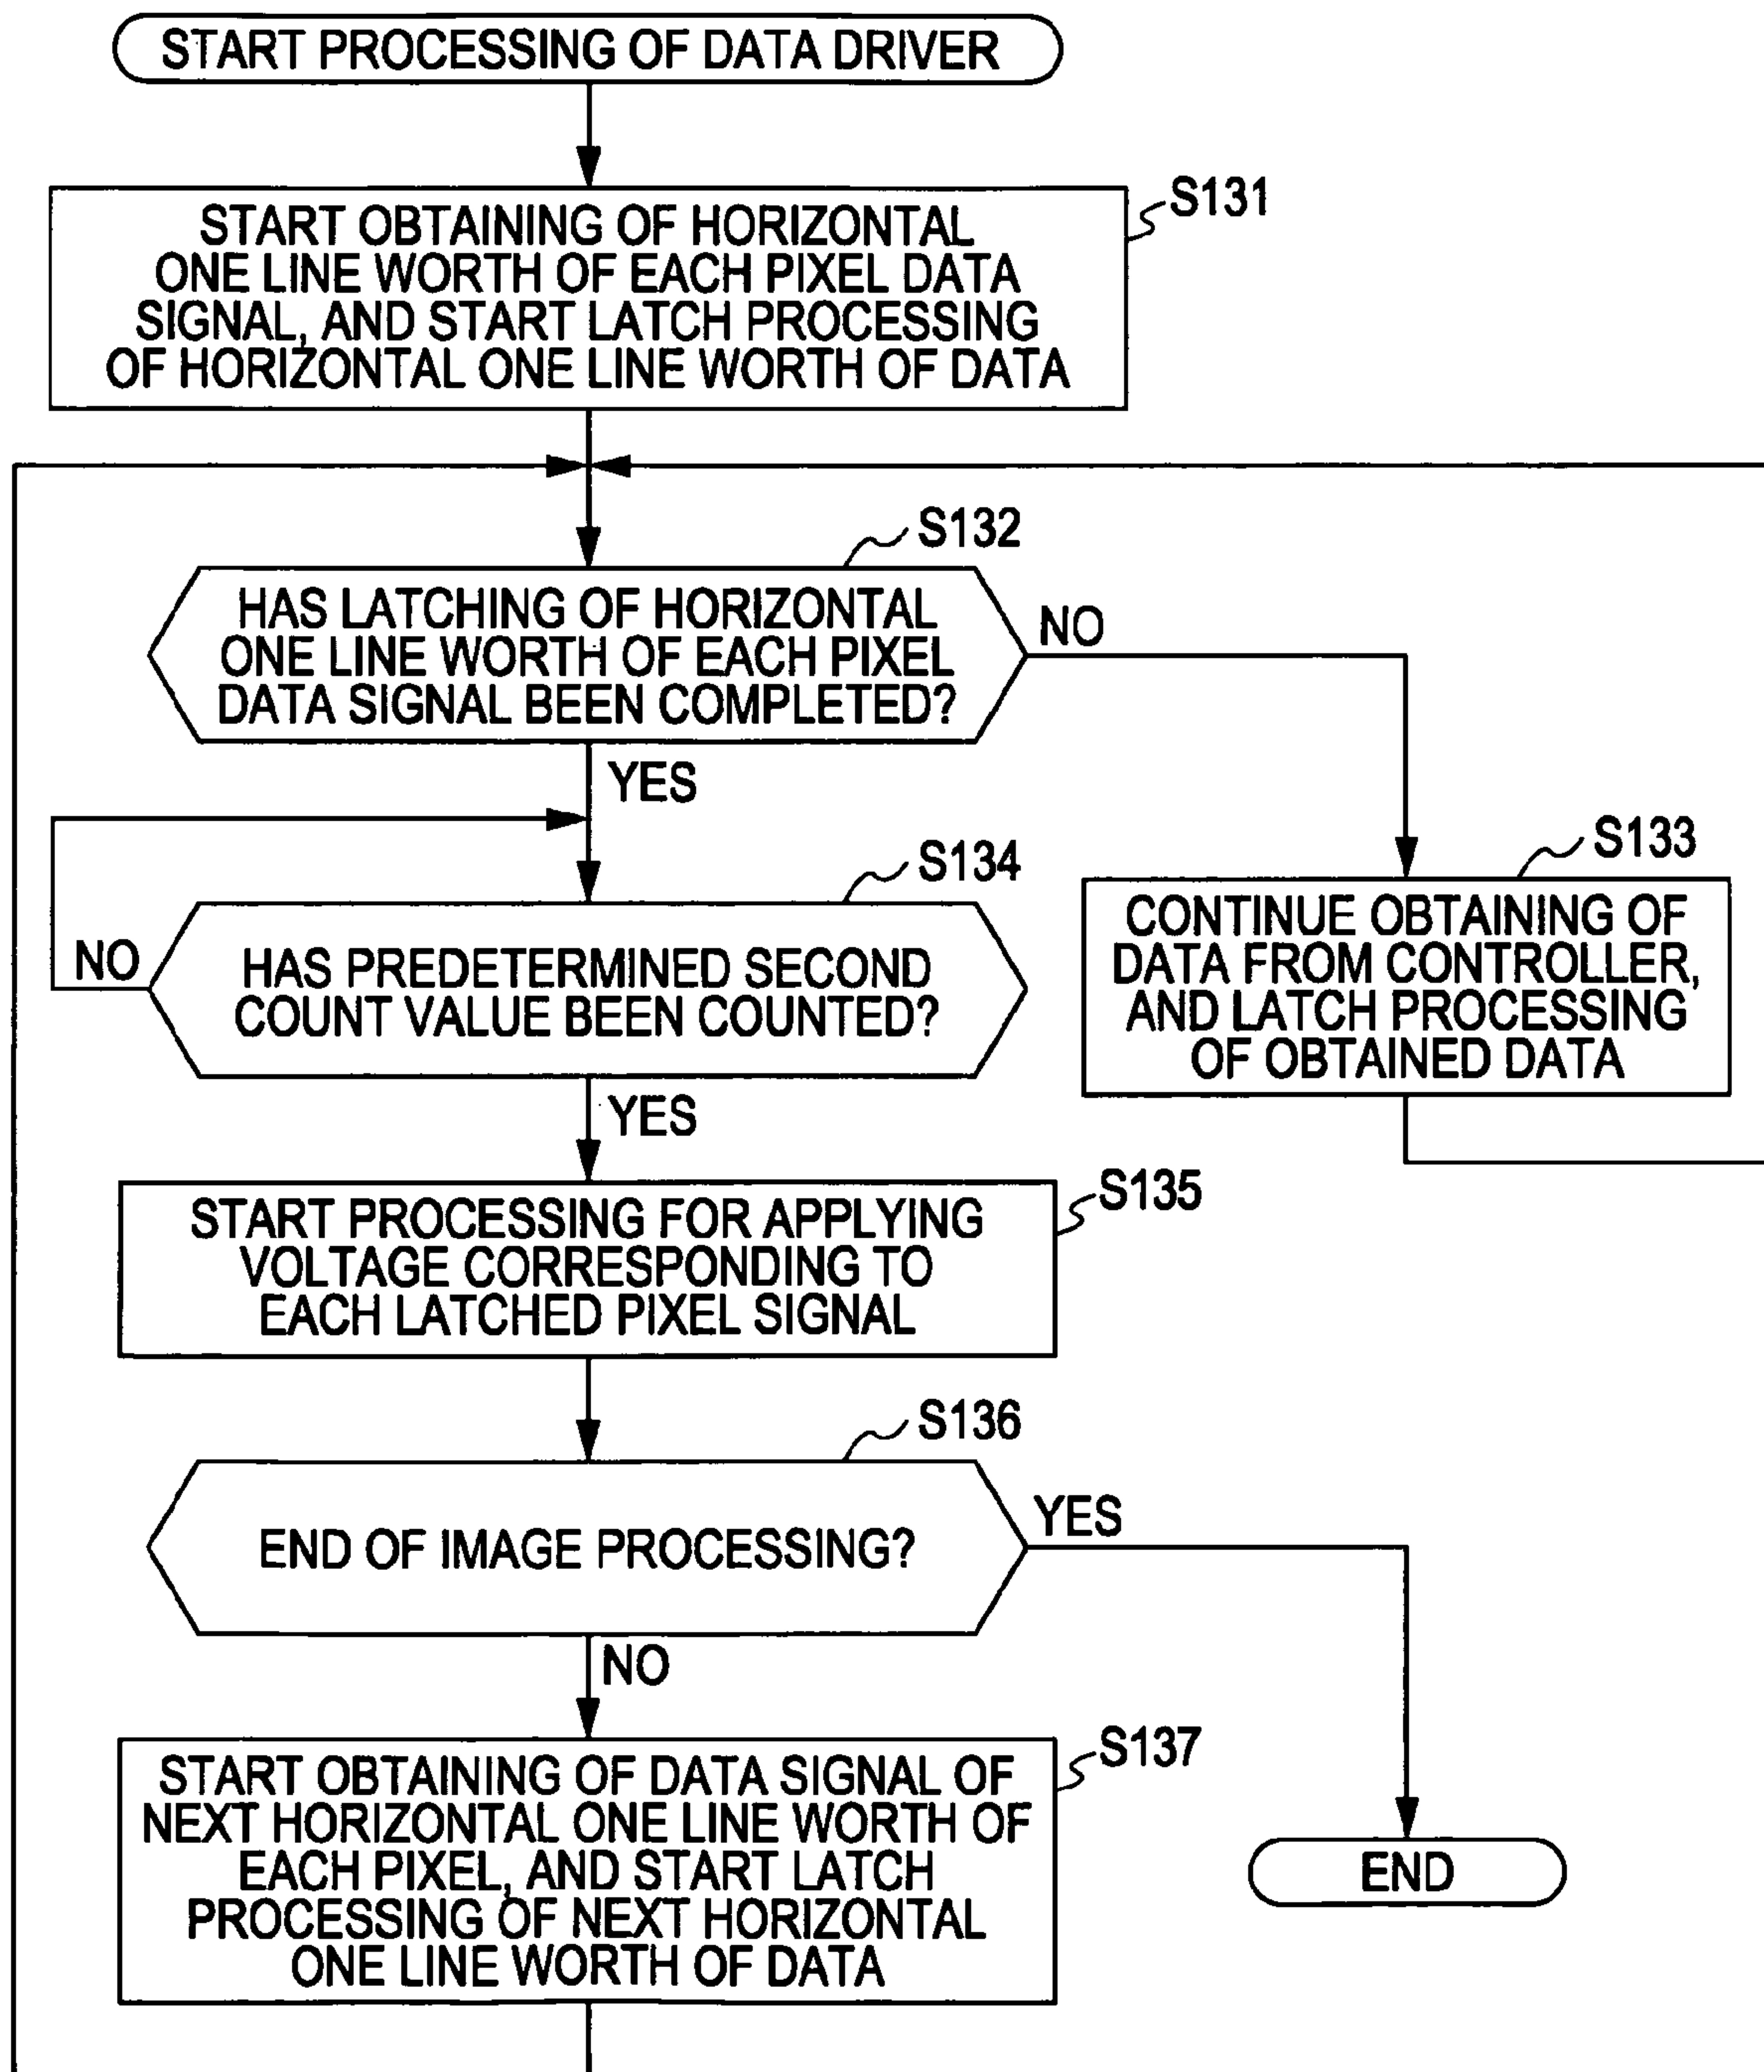 START PROCESSING OF DATA DRIVER
S131
START OBTAINING OF HORIZONTAL
ONE LINE WORTH OF EACH PIXEL DATA
SIGNAL, AND START LATCH PROCESSING
OF HORIZONTAL ONE LINE WORTH OF DATA
S132
HAS LATCHING OF HORIZONTAL
ONE LINE WORTH OF EACH PIXEL
DATA SIGNAL BEEN COMPLETED?
NO
YES
S133
CONTINUE OBTAINING OF
DATA FROM CONTROLLER,
AND LATCH PROCESSING
OF OBTAINED DATA
S134
HAS PREDETERMINED SECOND
COUNT VALUE BEEN COUNTED?
NO
YES
S135
START PROCESSING FOR APPLYING
VOLTAGE CORRESPONDING TO
EACH LATCHED PIXEL SIGNAL
S136
END OF IMAGE PROCESSING?
YES
NO
S137
START OBTAINING OF DATA SIGNAL OF
NEXT HORIZONTAL ONE LINE WORTH OF
EACH PIXEL, AND START LATCH
PROCESSING OF NEXT HORIZONTAL
ONE LINE WORTH OF DATA
END